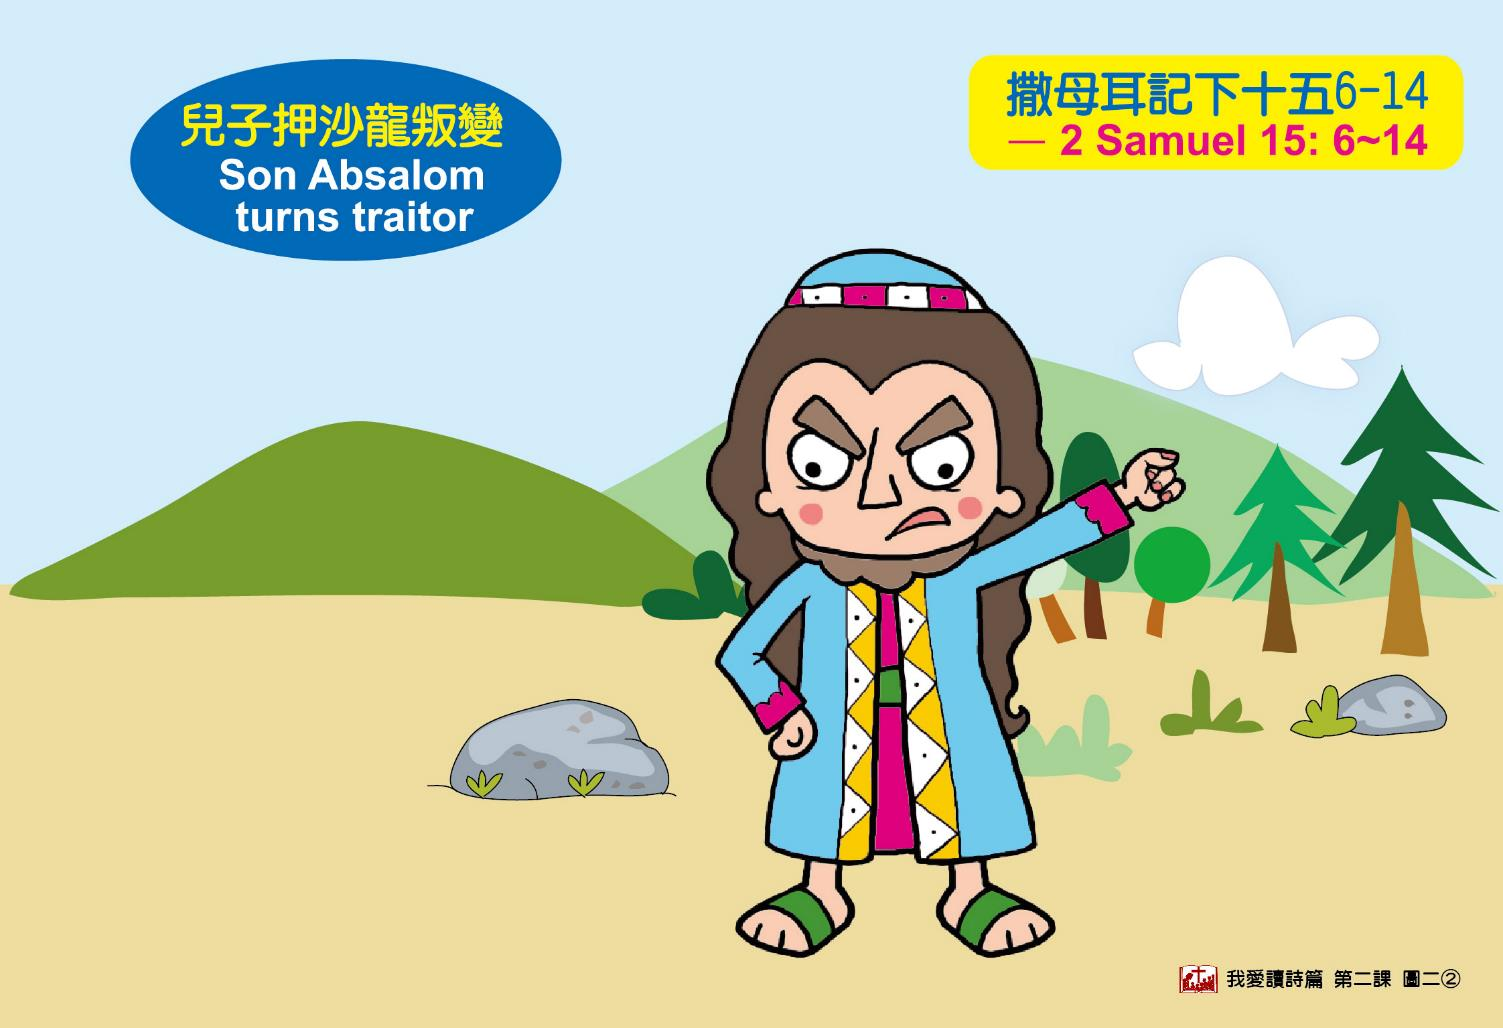 兒子押沙龍叛變
Son Absalom
turns traitor
撒母耳記下十五6-14
— 2 Samuel 15: 6~14
我愛讀詩篇 第二課 圖二②